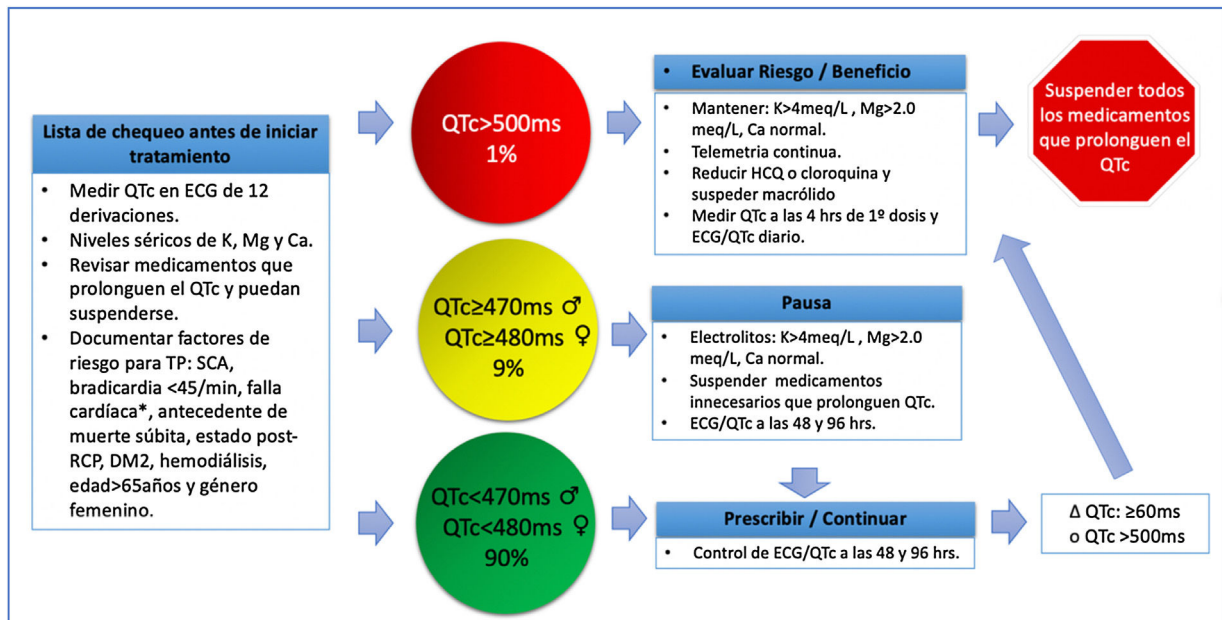 Lista de chequeo antes de iniciar
tratamiento
• Medir QTc en ECG de 12
derivaciones.
• Niveles séricos de K, Mg y Ca.
• Revisar medicamentos que
prolonguen el QTc y puedan
suspenderse.
• Documentar factores de
riesgo para TP: SCA,
bradicardia <45/min, falla
cardíaca*, antecedente de
muerte súbita, estado post-
RCP, DM2, hemodiálisis,
edad>65años y género
femenino.
QTc>500ms
1%
• Evaluar Riesgo / Beneficio
• Mantener: K>4meq/L , Mg>2.0
meq/L, Ca normal.
• Telemetria continua.
• Reducir HCQ o cloroquina y
suspeder macrólido
• Medir QTc a las 4 hrs de 1º dosis y
ECG/QTc diario.
Suspender todos
los medicamentos
que prolonguen el
QTc
QTc≥470ms ♂
QTc≥480ms ♀
9%
Pausa
• Electrolitos: K>4meq/L , Mg>2.0
meq/L, Ca normal.
• Suspender medicamentos
innecesarios que prolonguen QTc.
• ECG/QTc a las 48 y 96 hrs.
QTc<470ms ♂
QTc<480ms ♀
90%
Prescribir / Continuar
• Control de ECG/QTc a las 48 y 96 hrs.
Δ QTc: ≥60ms
o QTc >500ms